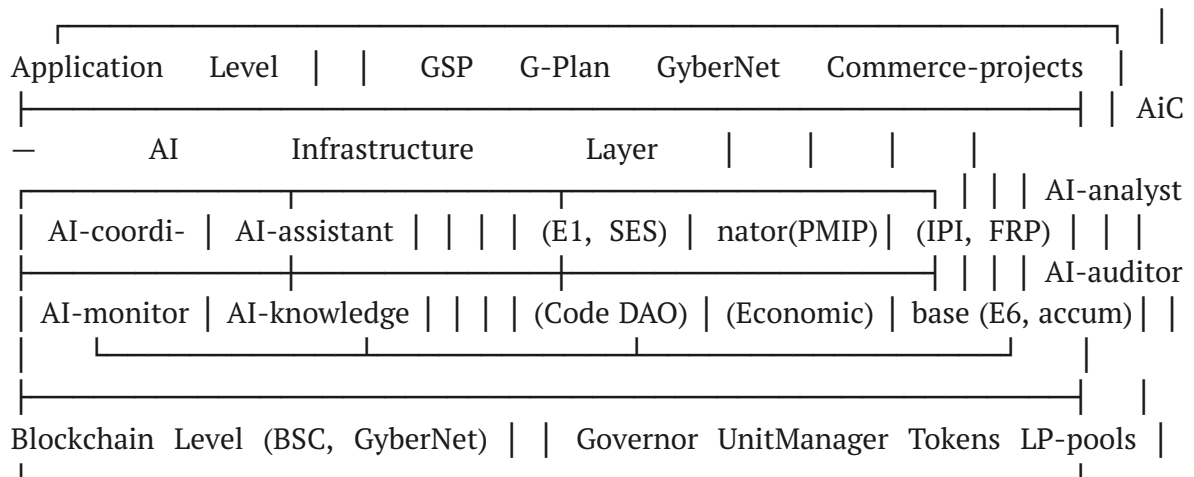 ┌──────────────────────────────┐ │
Application Level │ │ GSP G-Plan GyberNet Commerce-projects │
├──────────────────────────────┤ │ AiC
— AI Infrastructure Layer │ │ │ │
┌───────┬───────┬──────────┐ │ │ │ AI-analyst
│ AI-coordi- │ AI-assistant │ │ │ │ (E1, SES) │ nator(PMIP)│ (IPI, FRP) │ │ │
├───────┼───────┼──────────┤ │ │ │ AI-auditor
│ AI-monitor │ AI-knowledge │ │ │ │ (Code DAO) │ (Economic) │ base (E6, accum)│ │
│ └───────┴───────┴──────────┘ │
├──────────────────────────────┤ │
Blockchain Level (BSC, GyberNet) │ │ Governor UnitManager Tokens LP-pools │